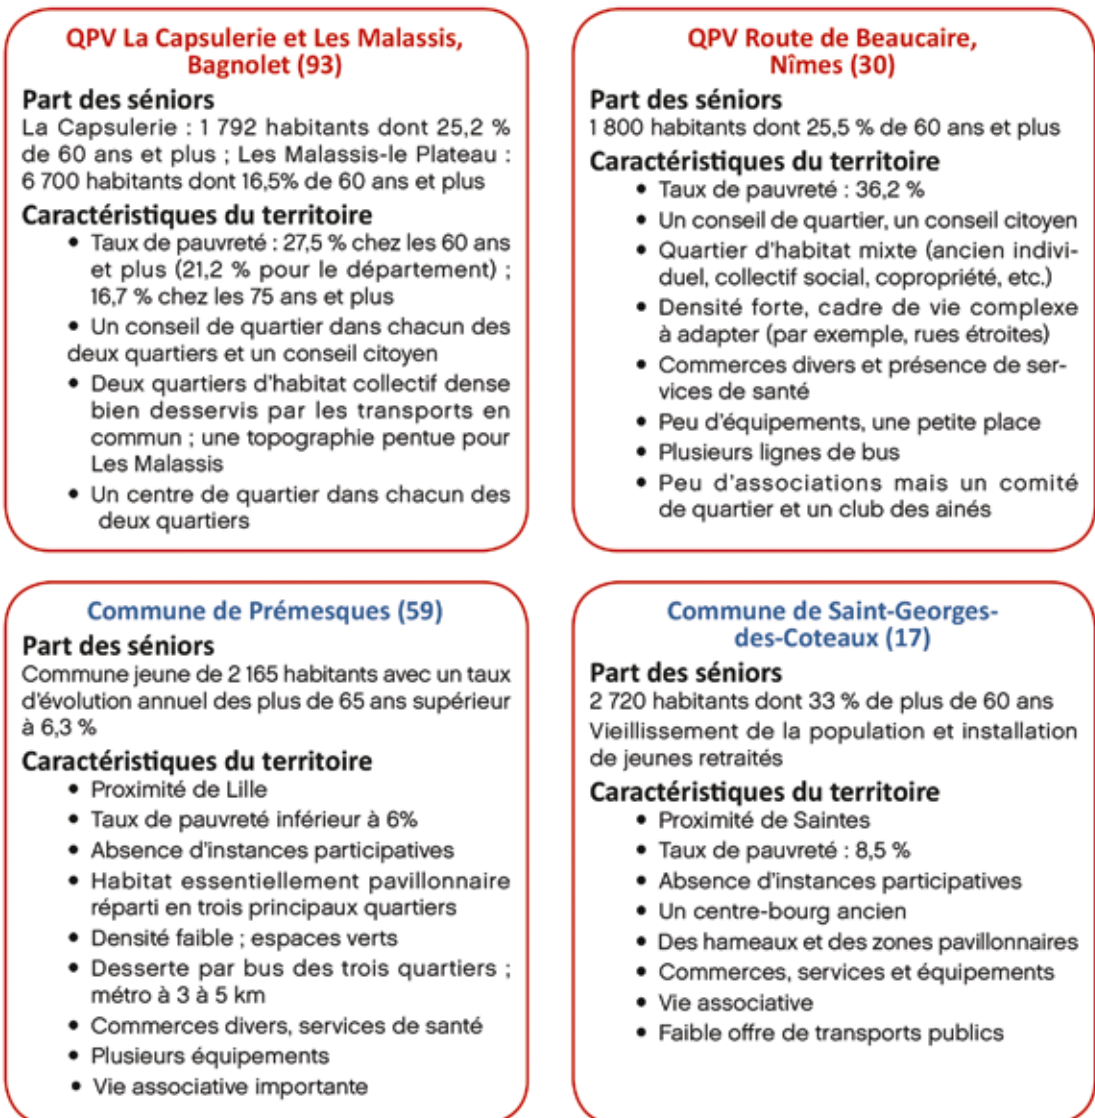 QPV La Capsulerie et Les Malassis,
Bagnolet (93)
Part des séniors
La Capsulerie : 1 792 habitants dont 25,2 %
de 60 ans et plus ; Les Malassis-le Plateau :
6 700 habitants dont 16,5% de 60 ans et plus
Caractéristiques du territoire
• Taux de pauvreté : 27,5 % chez les 60 ans
et plus (21,2 % pour le département) ;
16,7 % chez les 75 ans et plus
• Un conseil de quartier dans chacun des
deux quartiers et un conseil citoyen
• Deux quartiers d'habitat collectif dense
bien desservis par les transports en
commun ; une topographie pentue pour
Les Malassis
• Un centre de quartier dans chacun des
deux quartiers
QPV Route de Beaucaire,
Nîmes (30)
Part des séniors
1 800 habitants dont 25,5 % de 60 ans et plus
Caractéristiques du territoire
• Taux de pauvreté : 36,2 %
• Un conseil de quartier, un conseil citoyen
• Quartier d'habitat mixte (ancien indivi-
duel, collectif social, copropriété, etc.)
• Densité forte, cadre de vie complexe
à adapter (par exemple, rues étroites)
• Commerces divers et présence de ser-
vices de santé
• Peu d'équipements, une petite place
• Plusieurs lignes de bus
• Peu d'associations mais un comité
de quartier et un club des ainés
Commune de Prémesques (59)
Part des séniors
Commune jeune de 2 165 habitants avec un taux
d'évolution annuel des plus de 65 ans supérieur
à 6,3 %
Caractéristiques du territoire
• Proximité de Lille
• Taux de pauvreté inférieur à 6%
• Absence d'instances participatives
• Habitat essentiellement pavillonnaire
réparti en trois principaux quartiers
• Densité faible ; espaces verts
• Desserte par bus des trois quartiers ;
métro à 3 à 5 km
• Commerces divers, services de santé
• Plusieurs équipements
• Vie associative importante
Commune de Saint-Georges-
des-Coteaux (17)
Part des séniors
2 720 habitants dont 33 % de plus de 60 ans
Vieillissement de la population et installation
de jeunes retraités
Caractéristiques du territoire
• Proximité de Saintes
• Taux de pauvreté : 8,5 %
• Absence d'instances participatives
• Un centre-bourg ancien
• Des hameaux et des zones pavillonnaires
• Commerces, services et équipements
• Vie associative
• Faible offre de transports publics